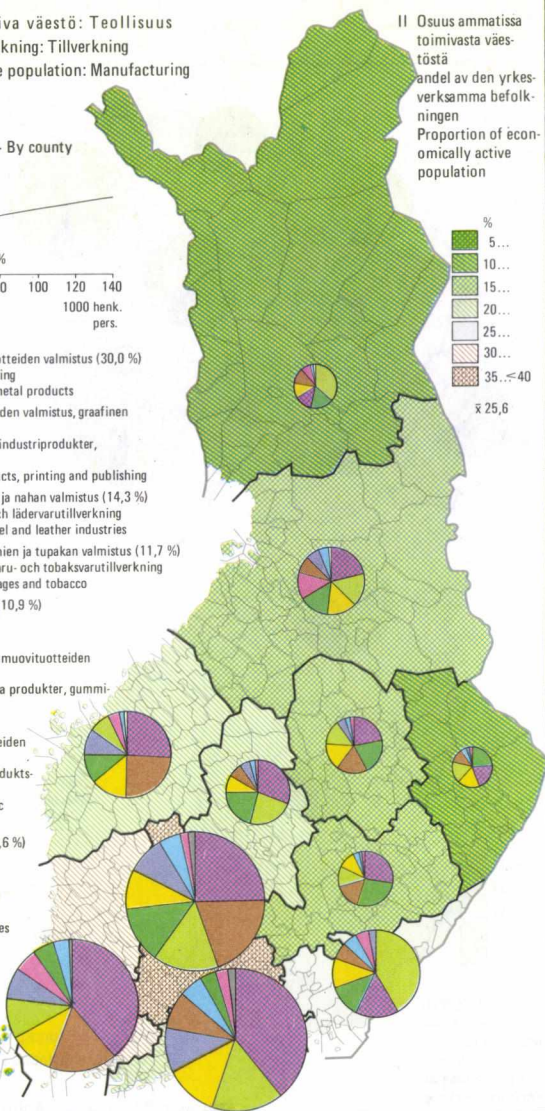 iva väestö: Teollisuus
kning: Tillverkning
e population: Manufacturing
- By county
%
0 100 120 140
1000 henk.
pers.
tteiden valmistus (30,0 %)
ing
netal products
den valmistus, graafinen
industriprodukter,
cts, printing and publishing
ja nahan valmistus (14,3 %)
ch lädervarutillverkning
el and leather industries
nien ja tupakan valmistus (11,7 %)
aru- och tobaksvarutillverkning
ages and tobacco
10,9 %)
muovituotteiden
a produkter, gummi-
eiden
dukts-
c
,6 %)
es
II Osuus ammatissa
toimivasta väes-
töstä
andel av den yrkes-
verksamma befolk-
ningen
Proportion of econ-
omically active
population
%
5...
10...
15...
20...
25...
30...
35...≤40
x̄ 25,6